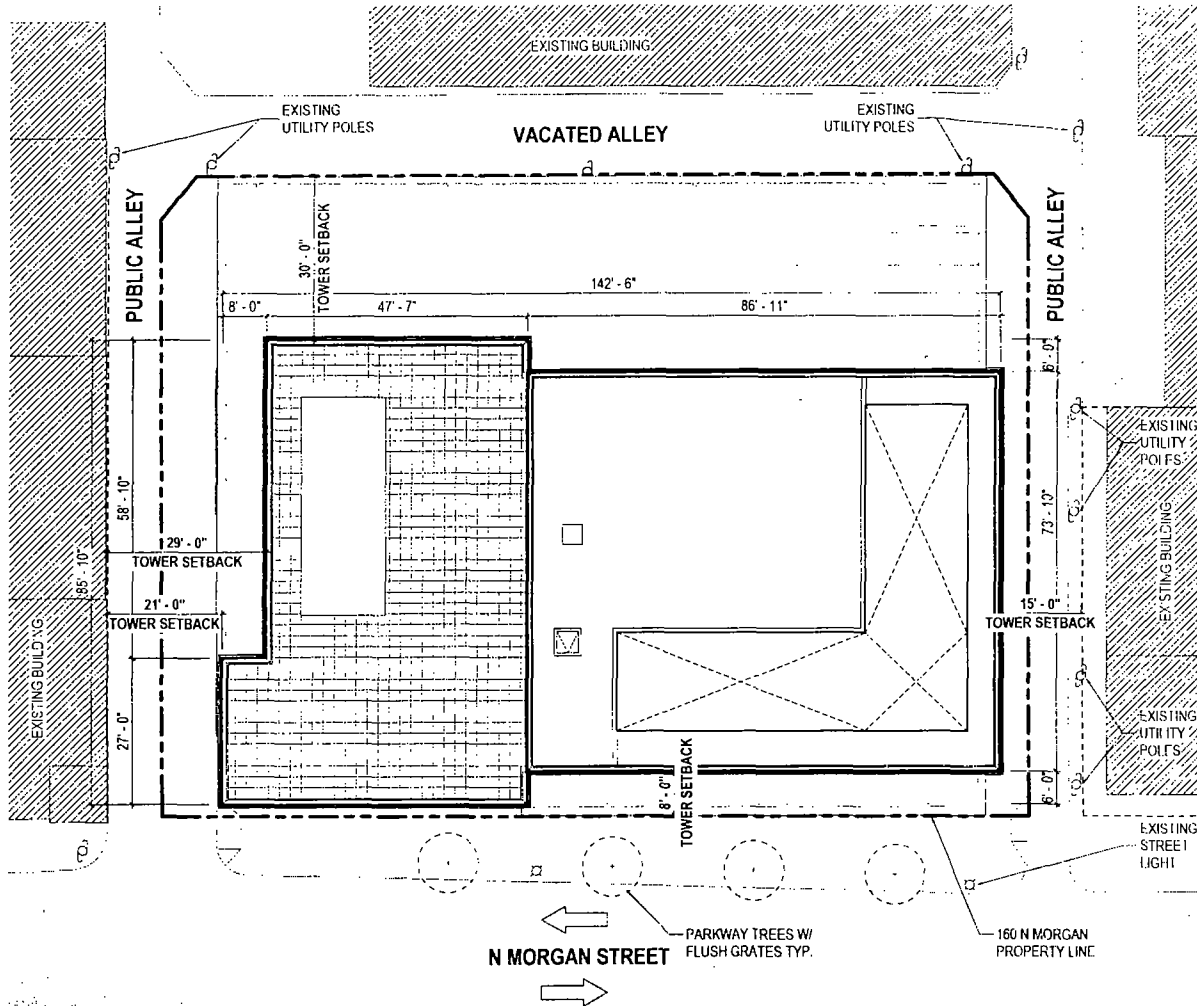 EXISTING BUILDING
EXISTING
UTILITY POLES
VACATED ALLEY
EXISTING
UTILITY POLES
PUBLIC ALLEY
PUBLIC ALLEY
30' - 0"
TOWER SETBACK
142' - 6"
8' - 0"
47' - 7"
86' - 11"
6' - 0"
EXISTING
UTILITY
POLES
58' - 10"
85' - 10"
73' - 10"
EXISTING BUILDING
29' - 0"
TOWER SETBACK
21' - 0"
TOWER SETBACK
15' - 0"
TOWER SETBACK
EXISTING BUILDING
27' - 0"
EXISTING
UTILITY
POLES
8' - 0"
TOWER SETBACK
6' - 0"
EXISTING
STREET
LIGHT
PARKWAY TREES W/
FLUSH GRATES TYP.
160 N MORGAN
PROPERTY LINE
N MORGAN STREET